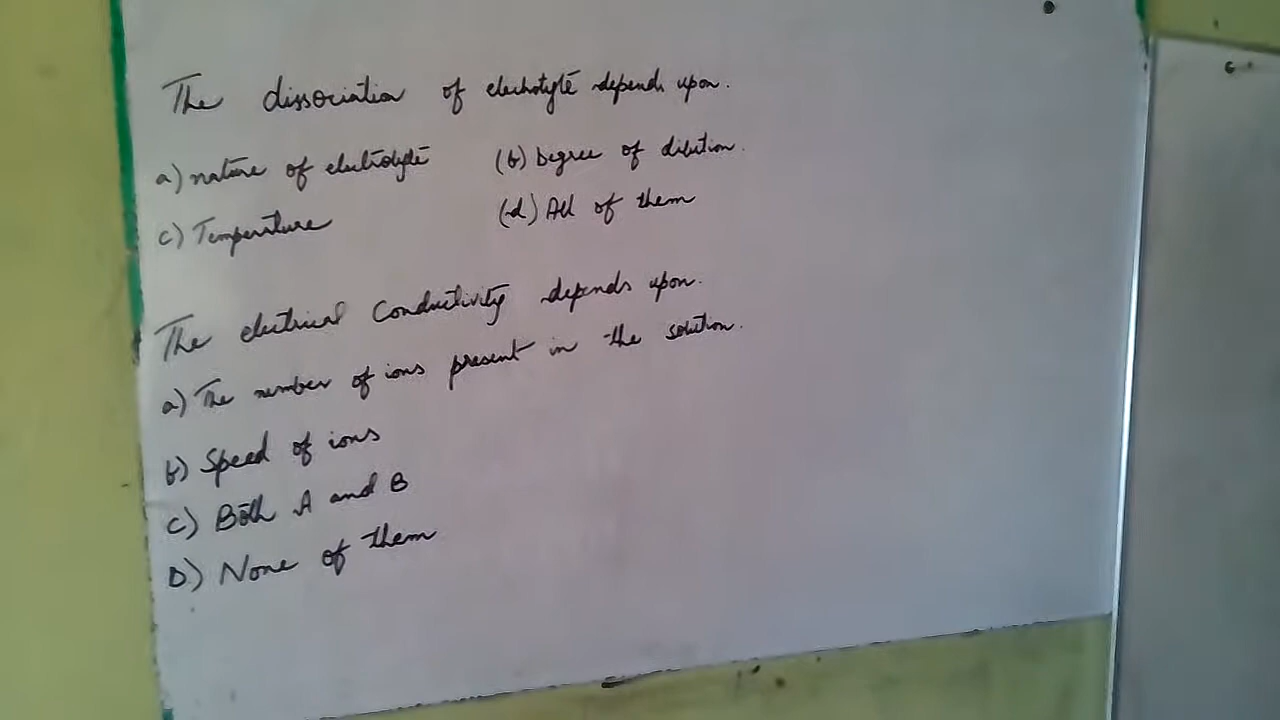 The dissociation of electrolyte depends upon.
a) nature of electrolyte (b) Degree of dilution.
c) Temperature (d) All of them
The electrical Conductivity depends upon.
a) The number of ions present in the solution.
b) Speed of ions
C) Both A and B
D) None of them